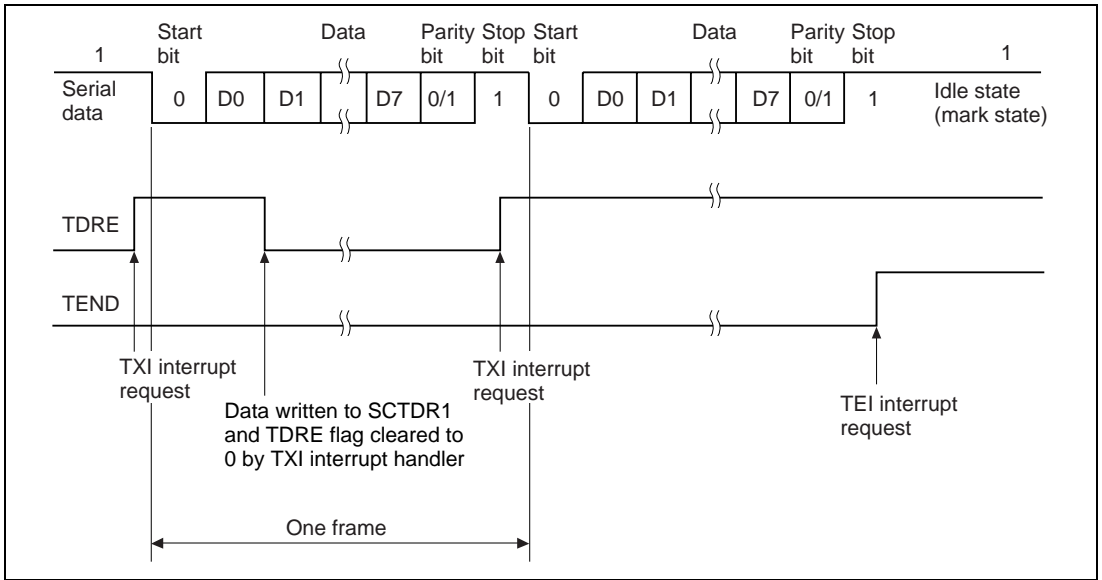 Start bit
Data
Parity bit
Stop bit
Start bit
Data
Parity bit
Stop bit
1
1
Serial data
0
D0
D1
D7
0/1
1
0
D0
D1
D7
0/1
1
Idle state
(mark state)
TDRE
TEND
TXI interrupt
request
Data written to SCTDR1
and TDRE flag cleared to
0 by TXI interrupt handler
TXI interrupt
request
TEI interrupt
request
One frame